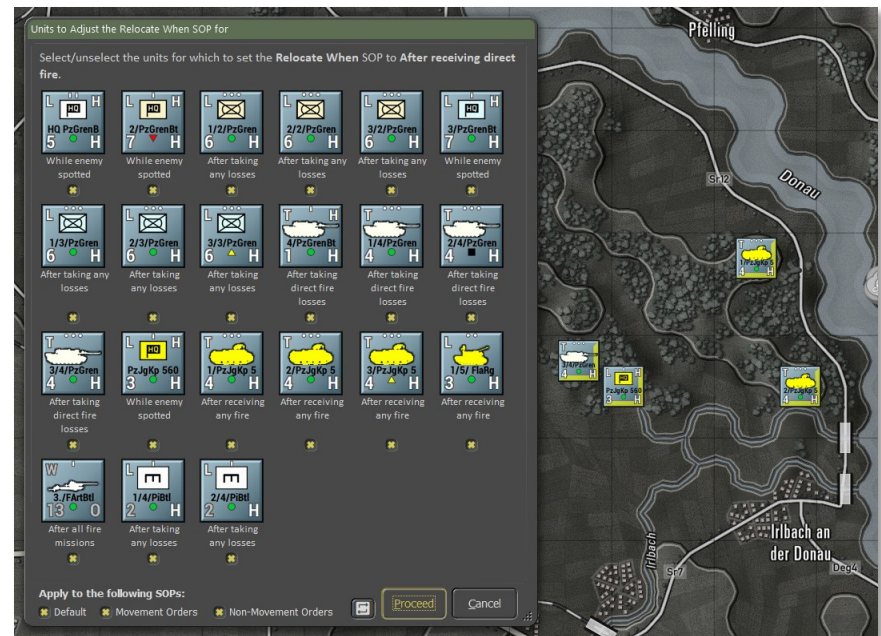 Units to Adjust the Relocate When SOP for
Select/unselect the units for which to set the Relocate When SOP to After receiving direct
fire.
L H L H L L L L H
HQ PzGrenB 2/PzGrenBt 1/2/PzGren 2/2/PzGren 3/2/PzGren 3/PzGrenBt
5 H 7 H 6 H 6 H 6 H 7 H
While enemy While enemy After taking After taking any After taking any While enemy
spotted spotted any losses losses losses spotted
L L L T H T T
1/3/PzGren 2/3/PzGren 3/3/PzGren 4/PzGrenBt 1/4/PzGren 2/4/PzGren
6 H 6 H 6 H 1 H 4 H 4 H
After taking any After taking After taking After taking After taking After taking
losses any losses any losses direct fire direct fire direct fire
losses losses losses
T L H T T T L
3/4/PzGren PzJgKp 560 1/PzJgKp 5 2/PzJgKp 5 3/PzJgKp 5 1/5/ FlaRg
4 H 3 H 4 H 4 H 4 H 3 H
After taking While enemy After receiving After receiving After receiving After receiving
direct fire spotted any fire any fire any fire any fire
losses
W L L
3./FArtBtl 1/4/PiBtl 2/4/PiBtl
13 O 2 H 2 H
After all fire After taking After taking
missions any losses any losses
Apply to the following SOPs:
Default Movement Orders Non-Movement Orders Proceed Cancel
Pfelling
Sr12
Donau
T
1/PzJgKp 5
4 H
T
3/4/PzGren
4 H
L H
PzJgKp 560
3 H
T
2/PzJgKp 5
4 H
Irlbach
Sr7
Irlbach an
der Donau
Deg4